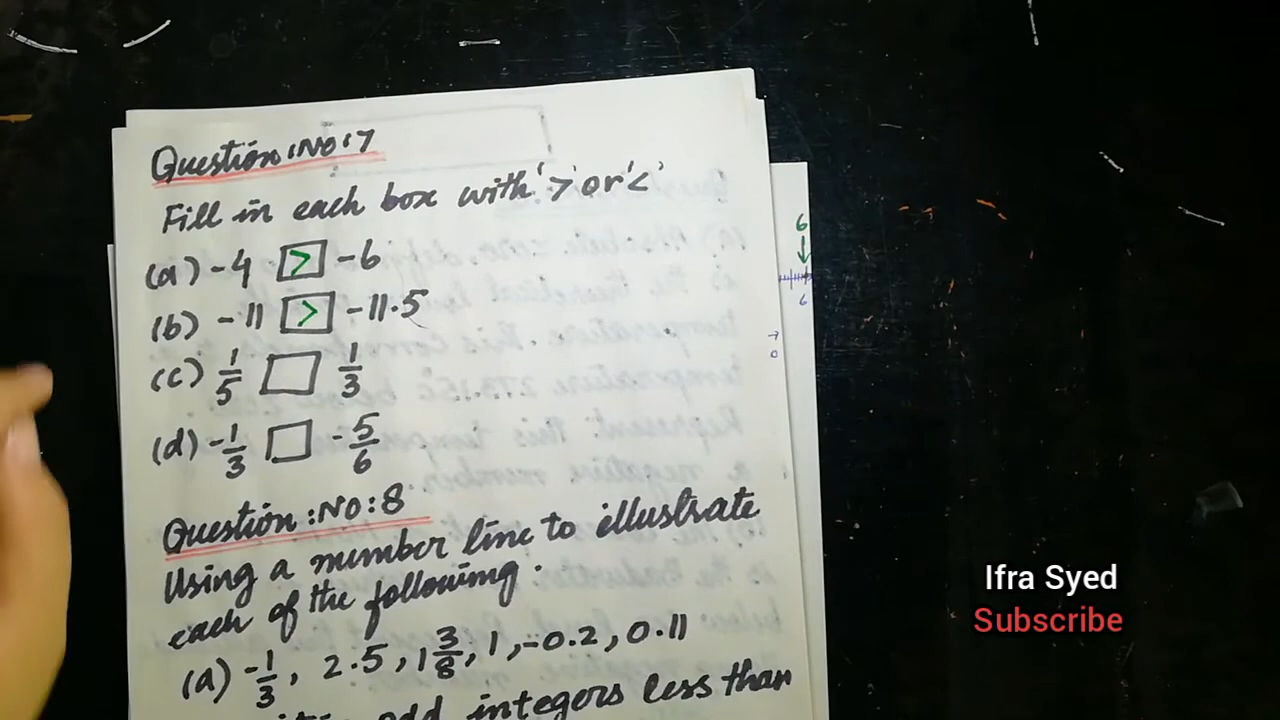 Question:No:7
Fill in each box with '>' or '<'
(a) -4 > -6
(b) -11 > -11.5
(c) 1/5 □ 1/3
(d) -1/3 □ -5/6
Question:No:8
Using a number line to illustrate
each of the following.
(a) -1/3, 2.5, 1 3/8, 1, -0.2, 0.11
odd integers less than
6
6
Ifra Syed
Subscribe